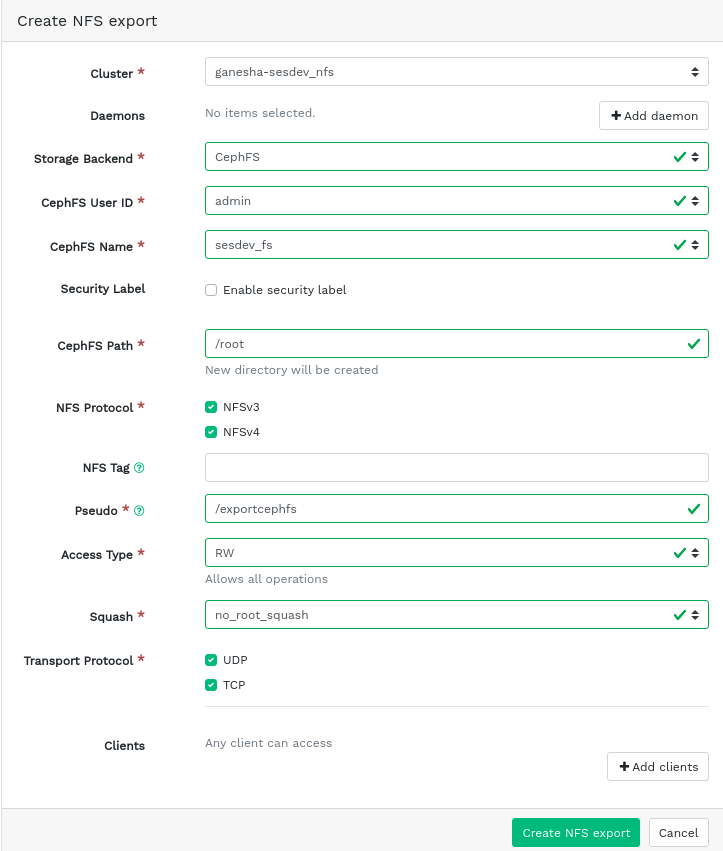 Create NFS export
Cluster * ganesha-sesdev_nfs
Daemons No items selected. Add daemon
Storage Backend * CephFS
CephFS User ID * admin
CephFS Name * sesdev_fs
Security Label Enable security label
CephFS Path * /root
New directory will be created
NFS Protocol * NFSv3
NFSv4
NFS Tag ?
Pseudo * ? /exportcephfs
Access Type * RW
Allows all operations
Squash * no_root_squash
Transport Protocol * UDP
TCP
Clients Any client can access
Add clients
Create NFS export Cancel